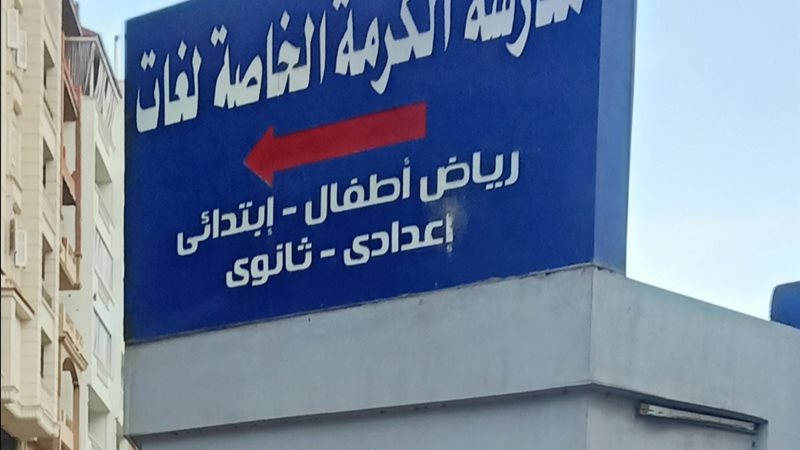 مدرسة الكرمة الخاصة لغات
رياض أطفال - إبتدائى
إعدادى - ثانوى